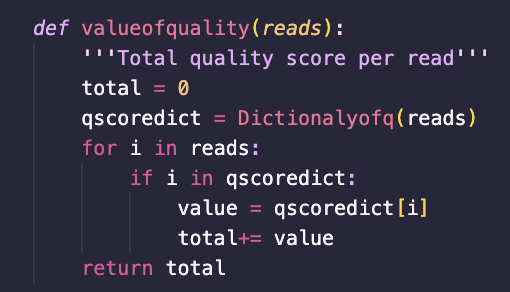 def valueofquality(reads):
    '''Total quality score per read'''
    total = 0
    qscoredict = Dictionalyofq(reads)
    for i in reads:
        if i in qscoredict:
            value = qscoredict[i]
            total+= value
    return total